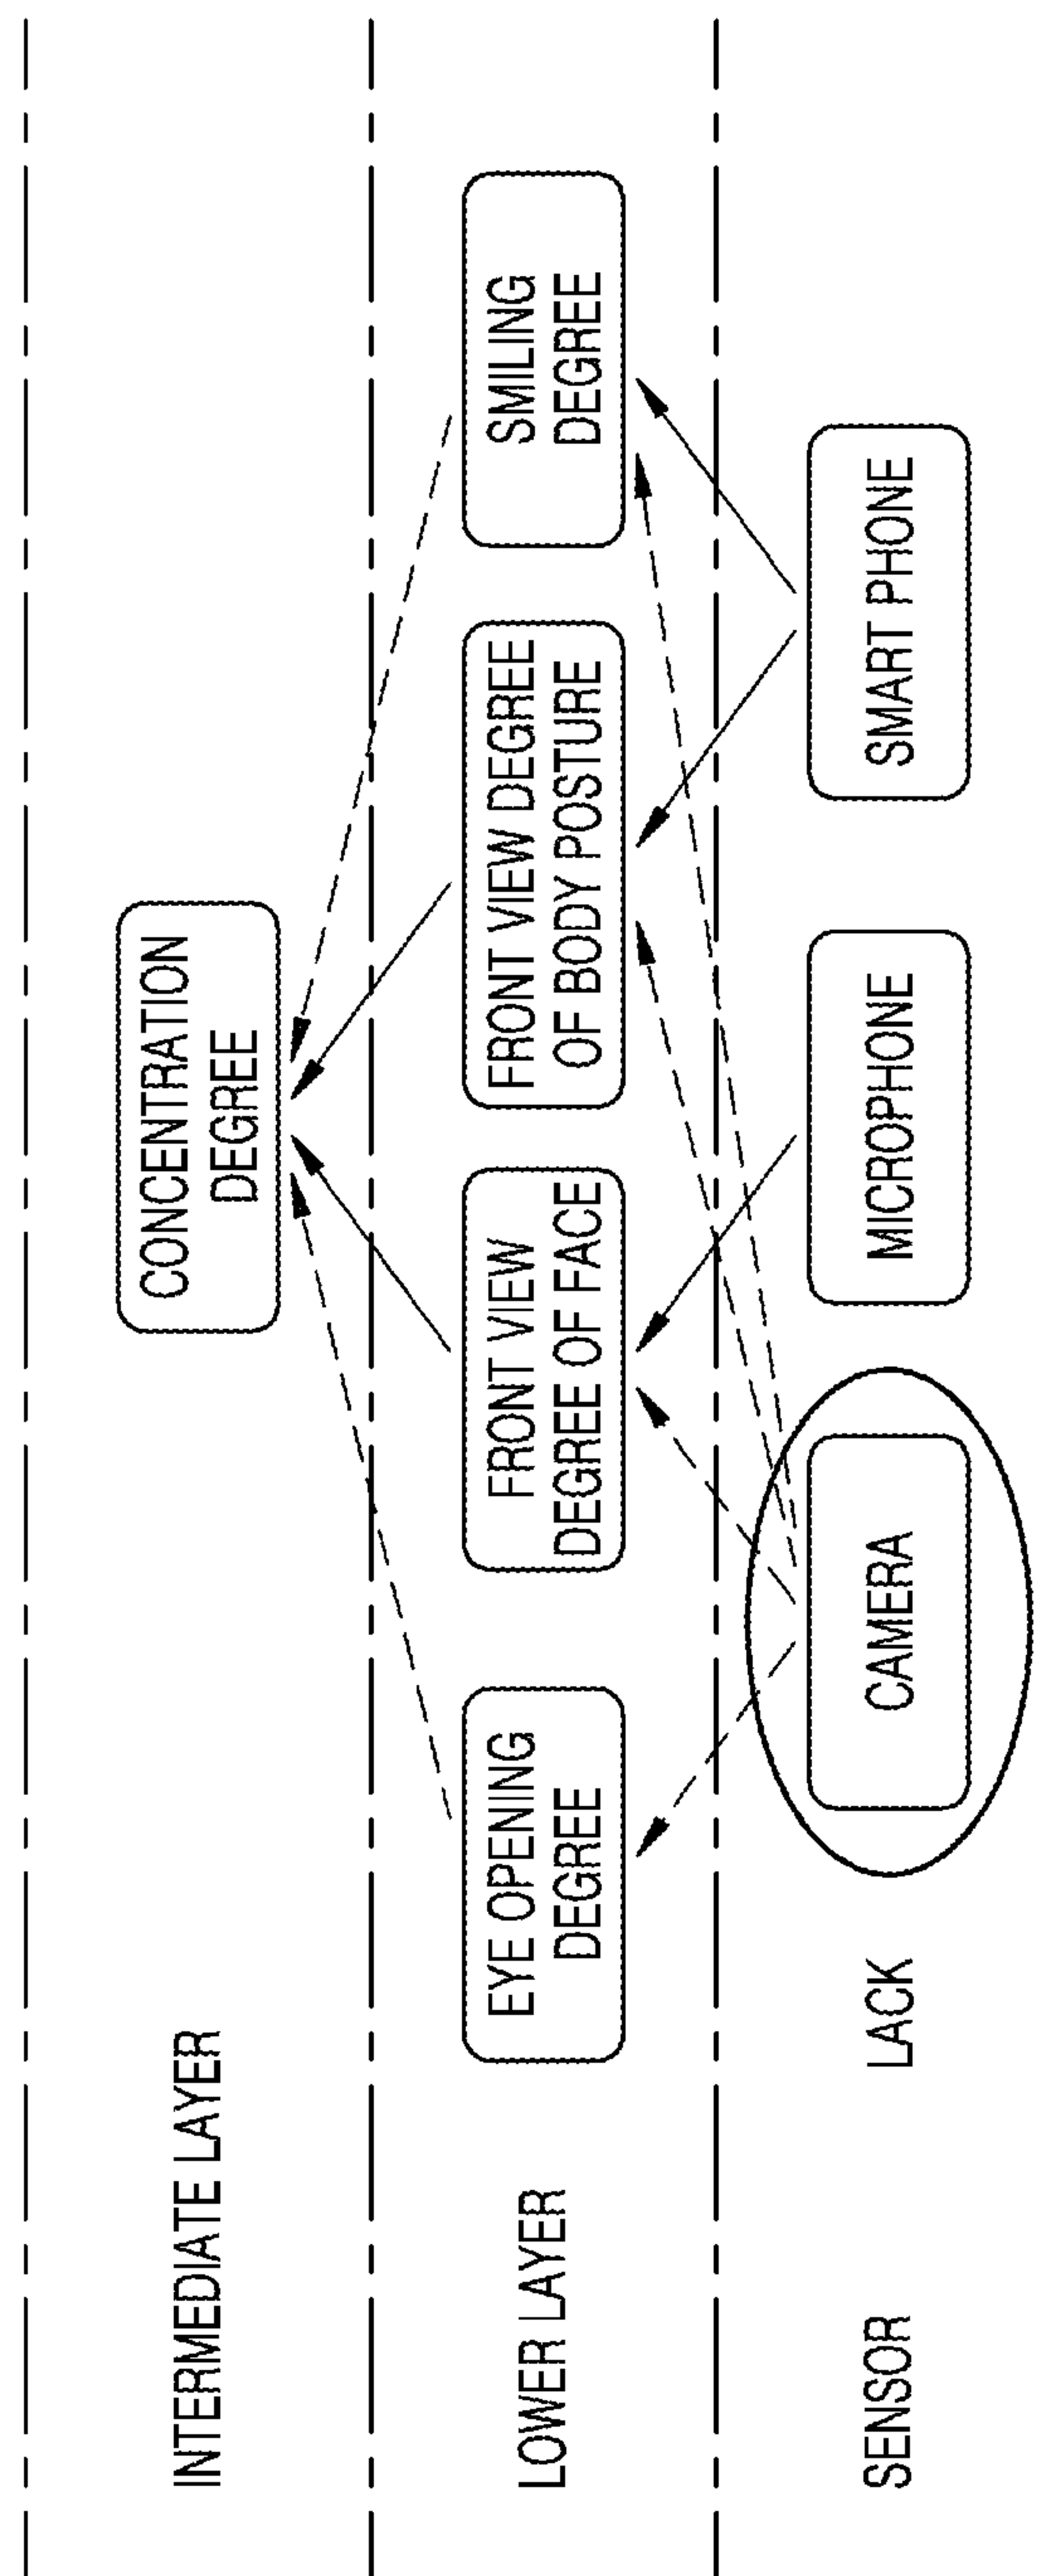 INTERMEDIATE LAYER
CONCENTRATION
DEGREE
LOWER LAYER
EYE OPENING
DEGREE
FRONT VIEW
DEGREE OF FACE
FRONT VIEW DEGREE
OF BODY POSTURE
SMILING
DEGREE
SENSOR
LACK
CAMERA
MICROPHONE
SMART PHONE